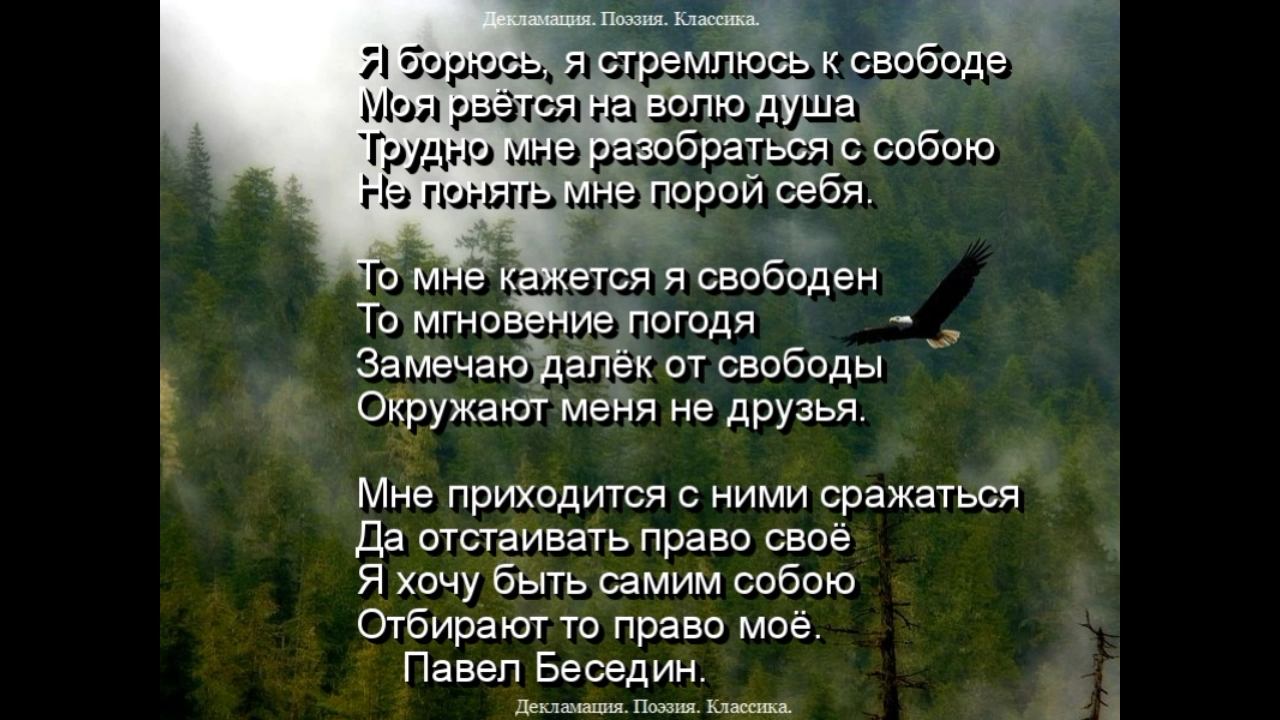 Декламация. Поэзия. Классика.
Я борюсь, я стремлюсь к свободе
Моя рвётся на волю душа
Трудно мне разобраться с собою
Не понять мне порой себя.
То мне кажется я свободен
То мгновение погодя
Замечаю далёк от свободы
Окружают меня не друзья.
Мне приходится с ними сражаться
Да отстаивать право своё
Я хочу быть самим собою
Отбирают то право моё.
Павел Беседин.
Декламация. Поэзия. Классика.